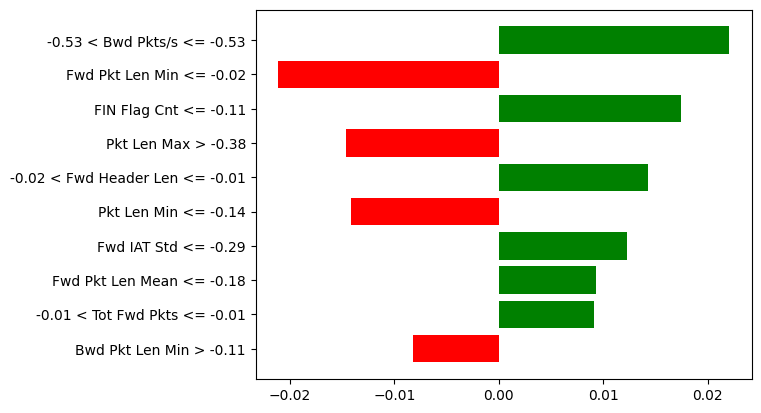 -0.53 < Bwd Pkts/s <= -0.53
Fwd Pkt Len Min <= -0.02
FIN Flag Cnt <= -0.11
Pkt Len Max > -0.38
-0.02 < Fwd Header Len <= -0.01
Pkt Len Min <= -0.14
Fwd IAT Std <= -0.29
Fwd Pkt Len Mean <= -0.18
-0.01 < Tot Fwd Pkts <= -0.01
Bwd Pkt Len Min > -0.11
−0.02 −0.01 0.00 0.01 0.02